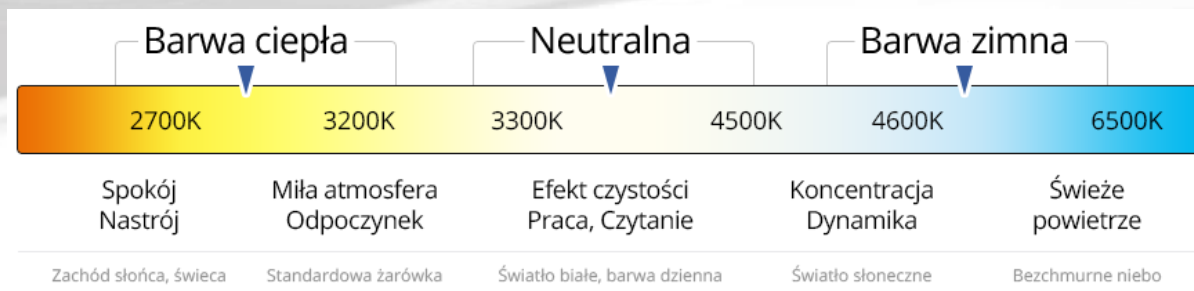 Barwa ciepła Neutralna Barwa zimna
2700K 3200K 3300K 4500K 4600K 6500K
Spokój Miła atmosfera Efekt czystości Koncentracja Świeże
Nastrój Odpoczynek Praca, Czytanie Dynamika powietrze
Zachód słońca, świeca Standardowa żarówka Światło białe, barwa dzienna Światło słoneczne Bezchmurne niebo